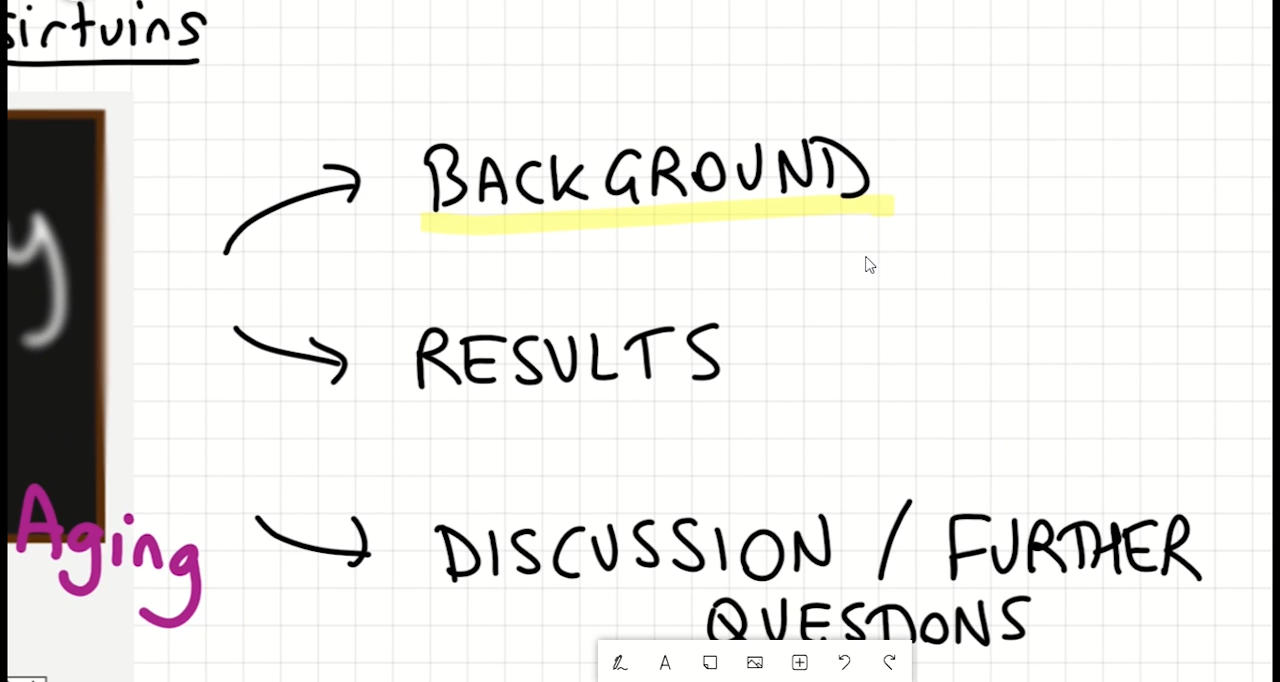 sirtuins
BACKGROUND
RESULTS
Aging
DISCUSSION / FURTHER
QUESTIONS